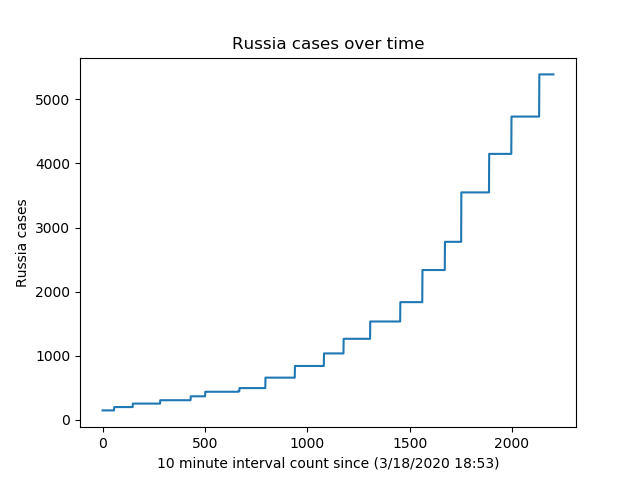 Russia cases over time
Russia cases
5000
4000
3000
2000
1000
0
0 500 1000 1500 2000
10 minute interval count since (3/18/2020 18:53)